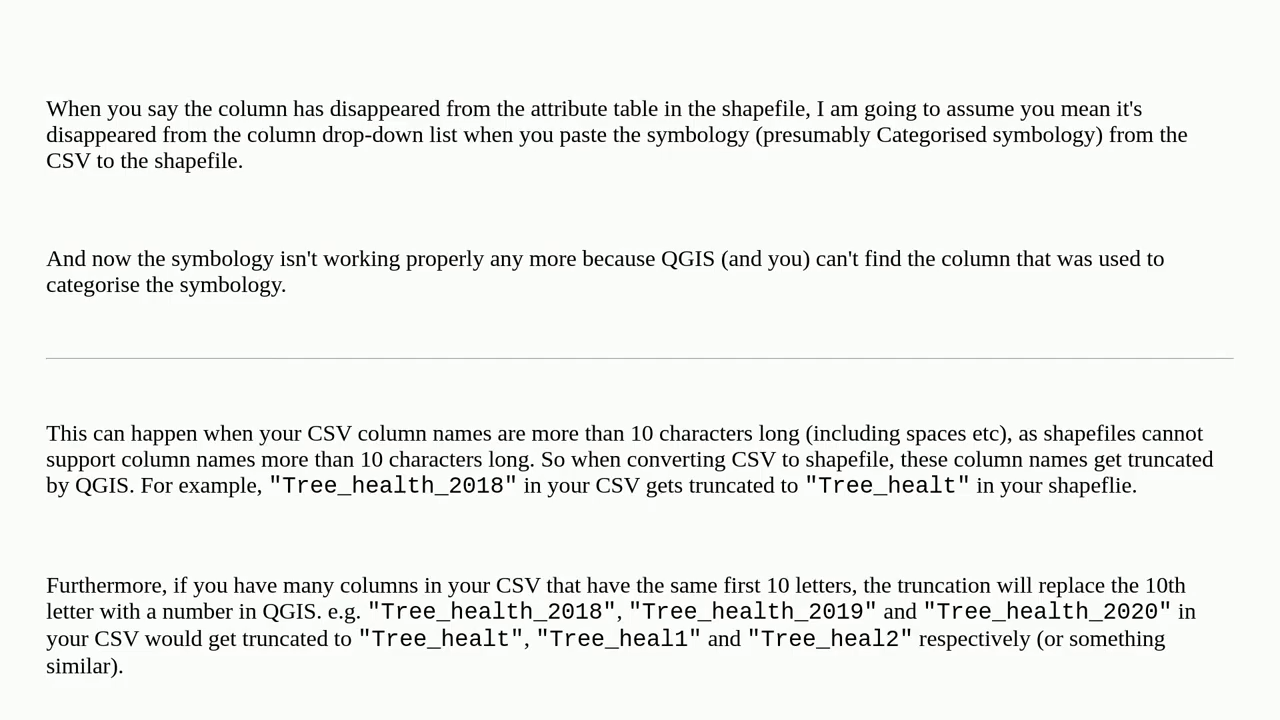 When you say the column has disappeared from the attribute table in the shapefile, I am going to assume you mean it's
disappeared from the column drop-down list when you paste the symbology (presumably Categorised symbology) from the
CSV to the shapefile.
And now the symbology isn't working properly any more because QGIS (and you) can't find the column that was used to
categorise the symbology.
This can happen when your CSV column names are more than 10 characters long (including spaces etc), as shapefiles cannot
support column names more than 10 characters long. So when converting CSV to shapefile, these column names get truncated
by QGIS. For example, "Tree_health_2018" in your CSV gets truncated to "Tree_healt" in your shapeflie.
Furthermore, if you have many columns in your CSV that have the same first 10 letters, the truncation will replace the 10th
letter with a number in QGIS. e.g. "Tree_health_2018", "Tree_health_2019" and "Tree_health_2020" in
your CSV would get truncated to "Tree_healt", "Tree_heal1" and "Tree_heal2" respectively (or something
similar).